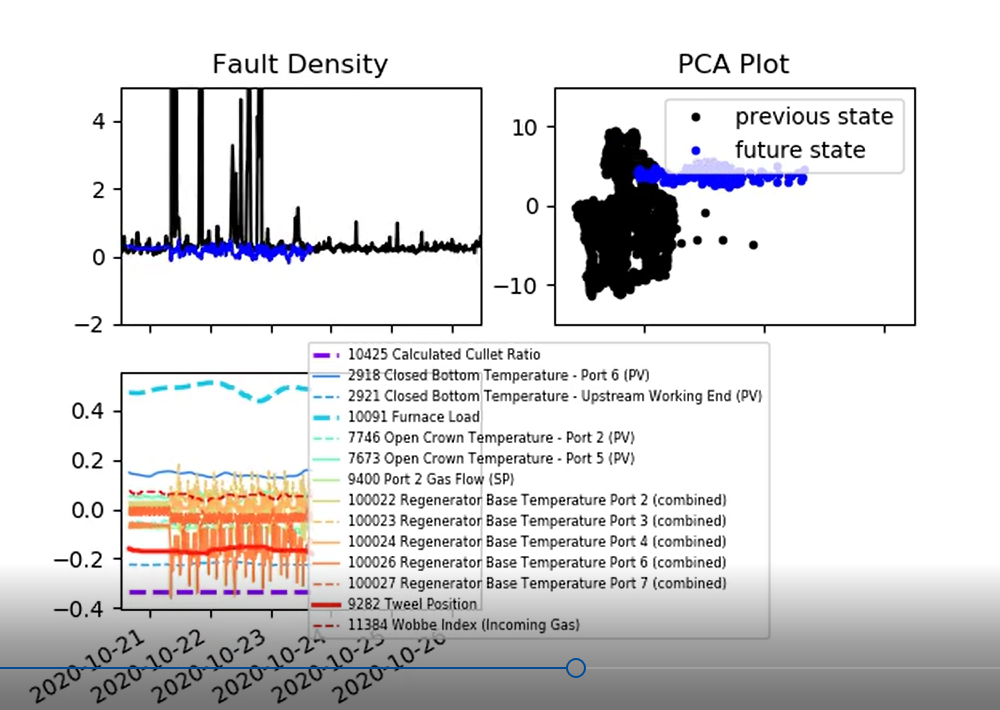 Fault Density
PCA Plot
4
2
0
−2
10
0
−10
previous state
future state
0.4
0.2
0.0
−0.2
−0.4
10425 Calculated Cullet Ratio
2918 Closed Bottom Temperature - Port 6 (PV)
2921 Closed Bottom Temperature - Upstream Working End (PV)
10091 Furnace Load
7746 Open Crown Temperature - Port 2 (PV)
7673 Open Crown Temperature - Port 5 (PV)
9400 Port 2 Gas Flow (SP)
100022 Regenerator Base Temperature Port 2 (combined)
100023 Regenerator Base Temperature Port 3 (combined)
100024 Regenerator Base Temperature Port 4 (combined)
100026 Regenerator Base Temperature Port 6 (combined)
100027 Regenerator Base Temperature Port 7 (combined)
9282 Tweel Position
11384 Wobbe Index (Incoming Gas)
2020-10-21
2020-10-22
2020-10-23
2020-10-24
2020-10-25
2020-10-26